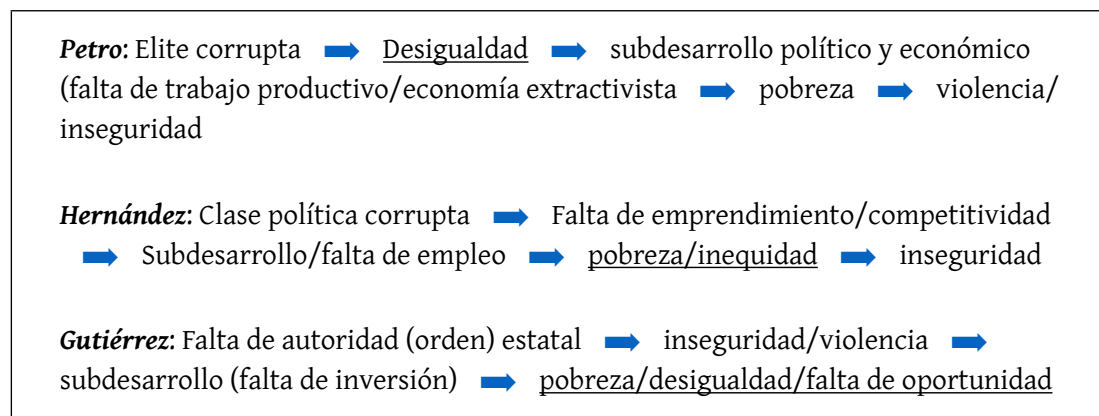 Petro: Elite corrupta ➡ Desigualdad ➡ subdesarrollo político y económico
(falta de trabajo productivo/economía extractivista ➡ pobreza ➡ violencia/
inseguridad
Hernández: Clase política corrupta ➡ Falta de emprendimiento/competitividad
➡ Subdesarrollo/falta de empleo ➡ pobreza/inequidad ➡ inseguridad
Gutiérrez: Falta de autoridad (orden) estatal ➡ inseguridad/violencia ➡
subdesarrollo (falta de inversión) ➡ pobreza/desigualdad/falta de oportunidad